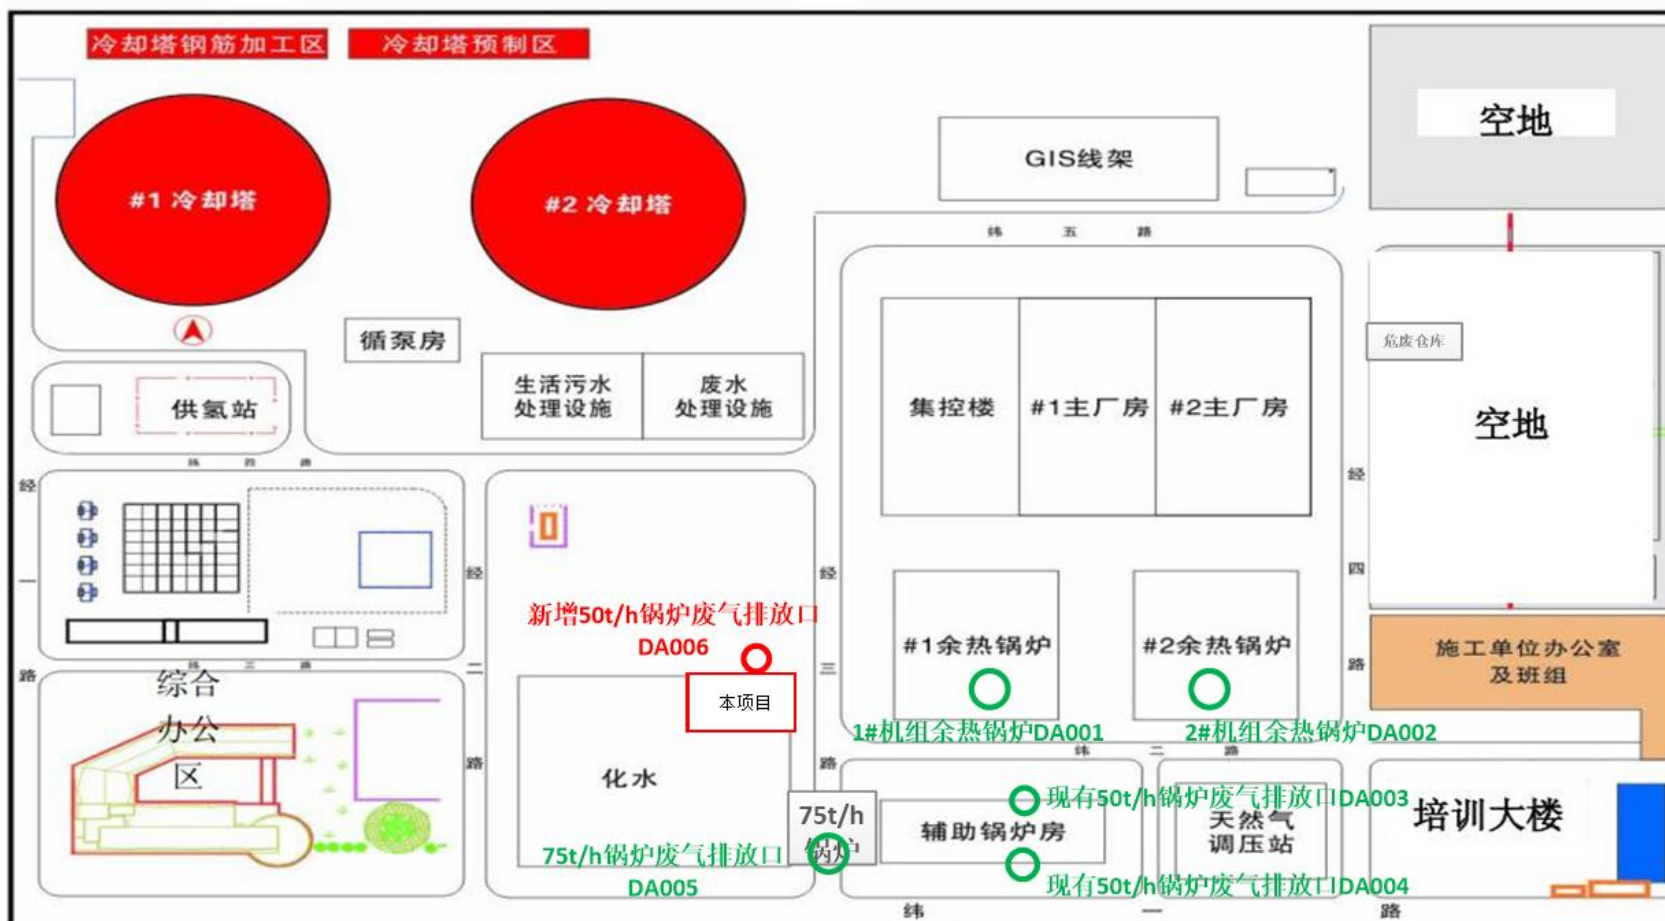 冷却塔钢筋加工区
冷却塔预制区
空地
#1 冷却塔
#2 冷却塔
GIS线架
纬五路
循泵房
危废仓库
生活污水
处理设施
废水
处理设施
集控楼
#1主厂房
#2主厂房
供氢站
空地
纬四路
经一路
经二路
经三路
经四路
新增50t/h锅炉废气排放口
DA006
本项目
#1余热锅炉
#2余热锅炉
施工单位办公室
及班组
纬三路
综合
办公
区
1#机组余热锅炉DA001
2#机组余热锅炉DA002
纬二路
化水
75t/h
锅炉
75t/h锅炉废气排放口
DA005
现有50t/h锅炉废气排放口DA003
辅助锅炉房
天然气
调压站
现有50t/h锅炉废气排放口DA004
培训大楼
纬一路